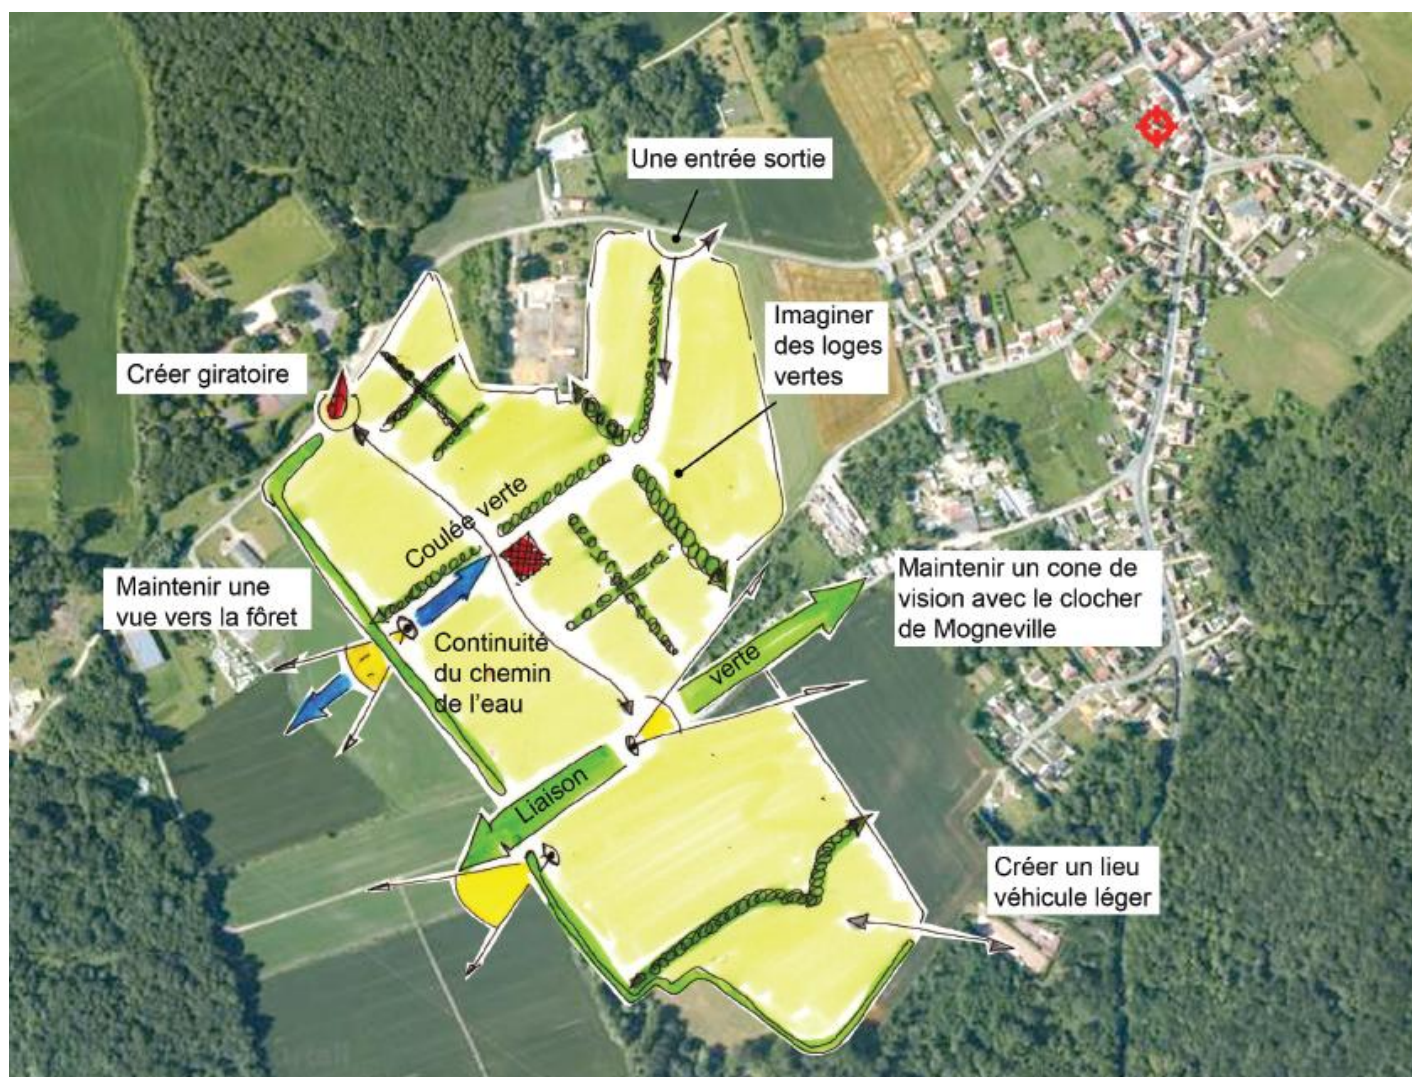 Une entrée sortie
Imaginer
des loges
vertes
Créer giratoire
Coulée verte
Maintenir une
vue vers la fôret
Maintenir un cone de
vision avec le clocher
de Mogneville
Continuité
du chemin
de l'eau
verte
Liaison
Créer un lieu
véhicule léger